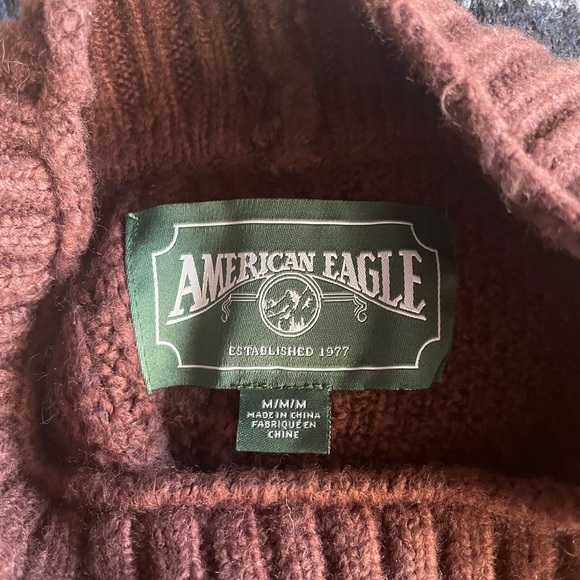 AMERICAN EAGLE
ESTABLISHED 1977
M/M/M
MADE IN CHINA
FABRIQUÉ EN
CHINE